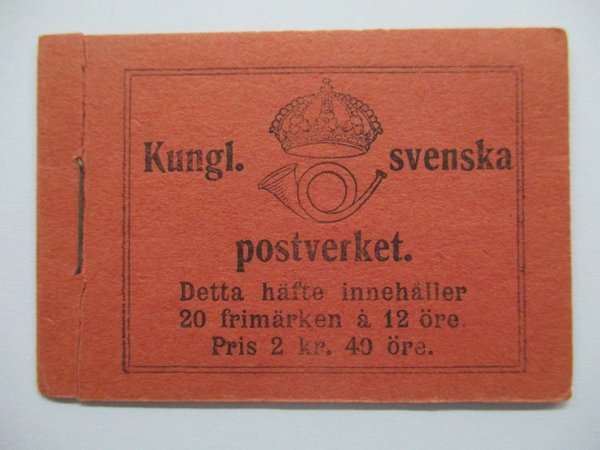 Kungl. svenska
postverket.
Detta häfte innehåller
20 frimärken à 12 öre.
Pris 2 kr. 40 öre.